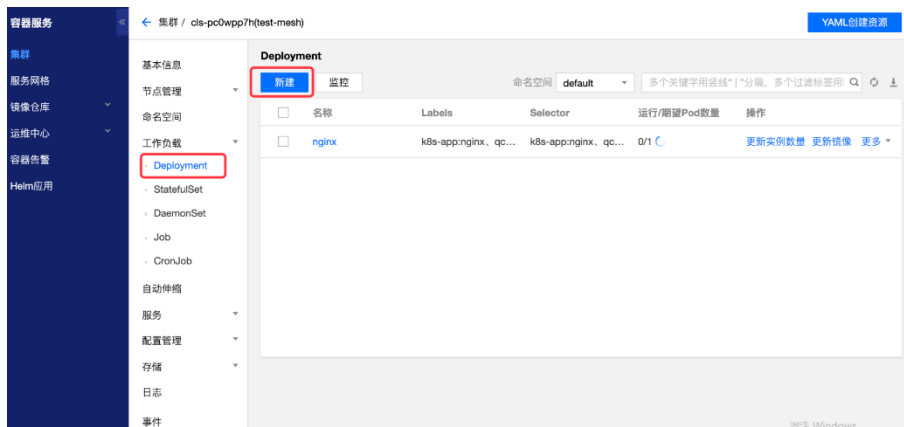 容器服务
«
← 集群 / cls-pc0wpp7h(test-mesh)
YAML创建资源
集群
服务网格
镜像仓库
运维中心
容器告警
Helm应用
基本信息
节点管理
命名空间
工作负载
Deployment
StatefulSet
DaemonSet
Job
CronJob
自动伸缩
服务
配置管理
存储
日志
事件
Deployment
新建 监控 命名空间 default 多个关键字用竖线"|"分隔，多个过滤标签用
名称 Labels Selector 运行/期望Pod数量 操作
nginx k8s-app:nginx、qc... k8s-app:nginx、qc... 0/1 更新实例数量 更新镜像 更多
激活 Windows